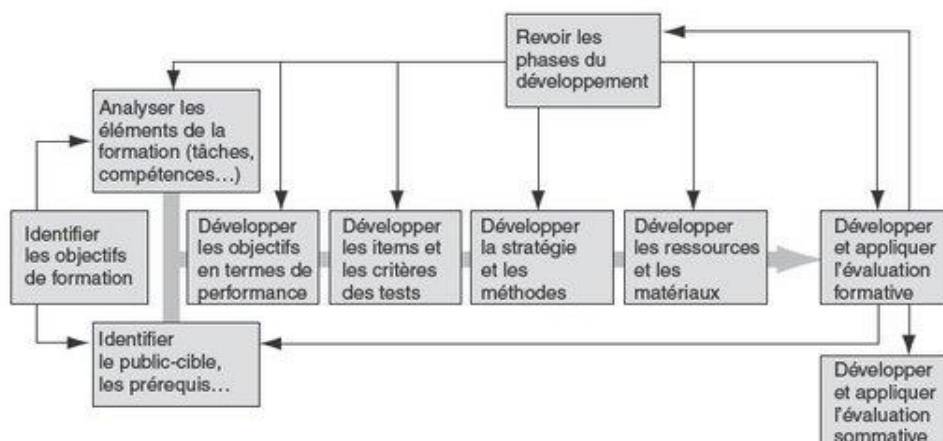 Revoir les
phases du
développement
Analyser les
éléments de la
formation (tâches,
compétences…)
Identifier
les objectifs
de formation
Développer
les objectifs
en termes de
performance
Développer
les items et
les critères
des tests
Développer
la stratégie
et les
méthodes
Développer
les ressources
et les
matériaux
Développer
et appliquer
l'évaluation
formative
Identifier
le public-cible,
les prérequis…
Développer
et appliquer
l'évaluation
sommative